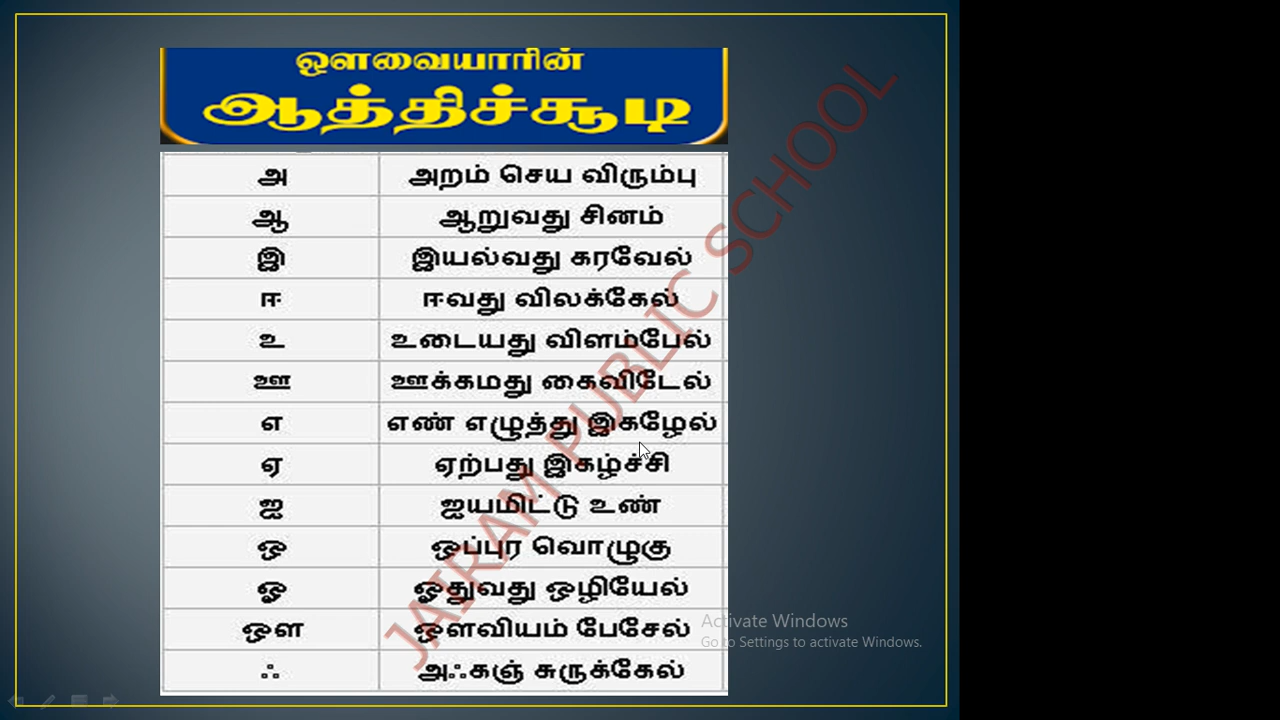 ஔவையாரின்
ஆத்திச்சூடி
அ அறம் செய விரும்பு
ஆ ஆறுவது சினம்
இ இயல்வது கரவேல்
ஈ ஈவது விலக்கேல்
உ உடையது விளம்பேல்
ஊ ஊக்கமது கைவிடேல்
எ எண் எழுத்து இகழேல்
ஏ ஏற்பது இகழ்ச்சி
ஐ ஐயமிட்டு உண்
ஒ ஒப்புர வொழுகு
ஓ ஓதுவது ஒழியேல்
ஔ ஔவியம் பேசேல்
ஃ அஃகஞ் சுருக்கேல்
JAIRAM PUBLIC SCHOOL
Activate Windows
Go to Settings to activate Windows.